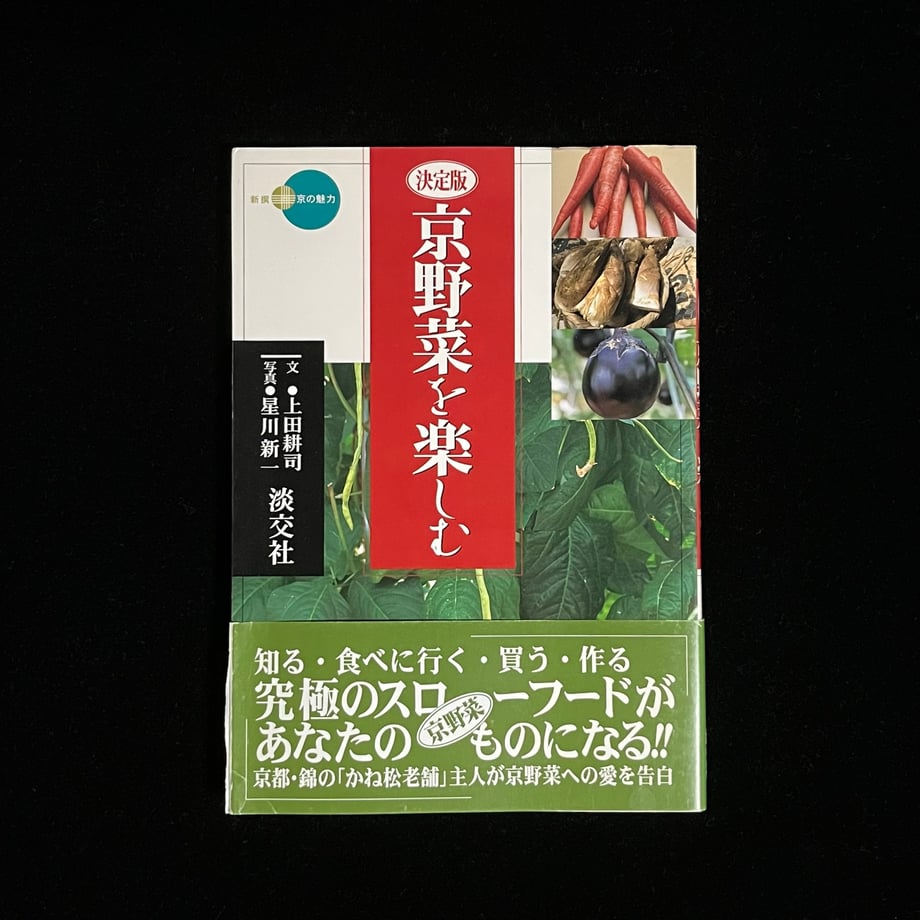 新撰 京の魅力
決定版
京野菜を楽しむ
文●上田耕司
写真●星川新一
淡交社
知る・食べに行く・買う・作る
究極のスローフードが
京野菜
あなたのものになる!!
京都・錦の「かね松老舗」主人が京野菜への愛を告白